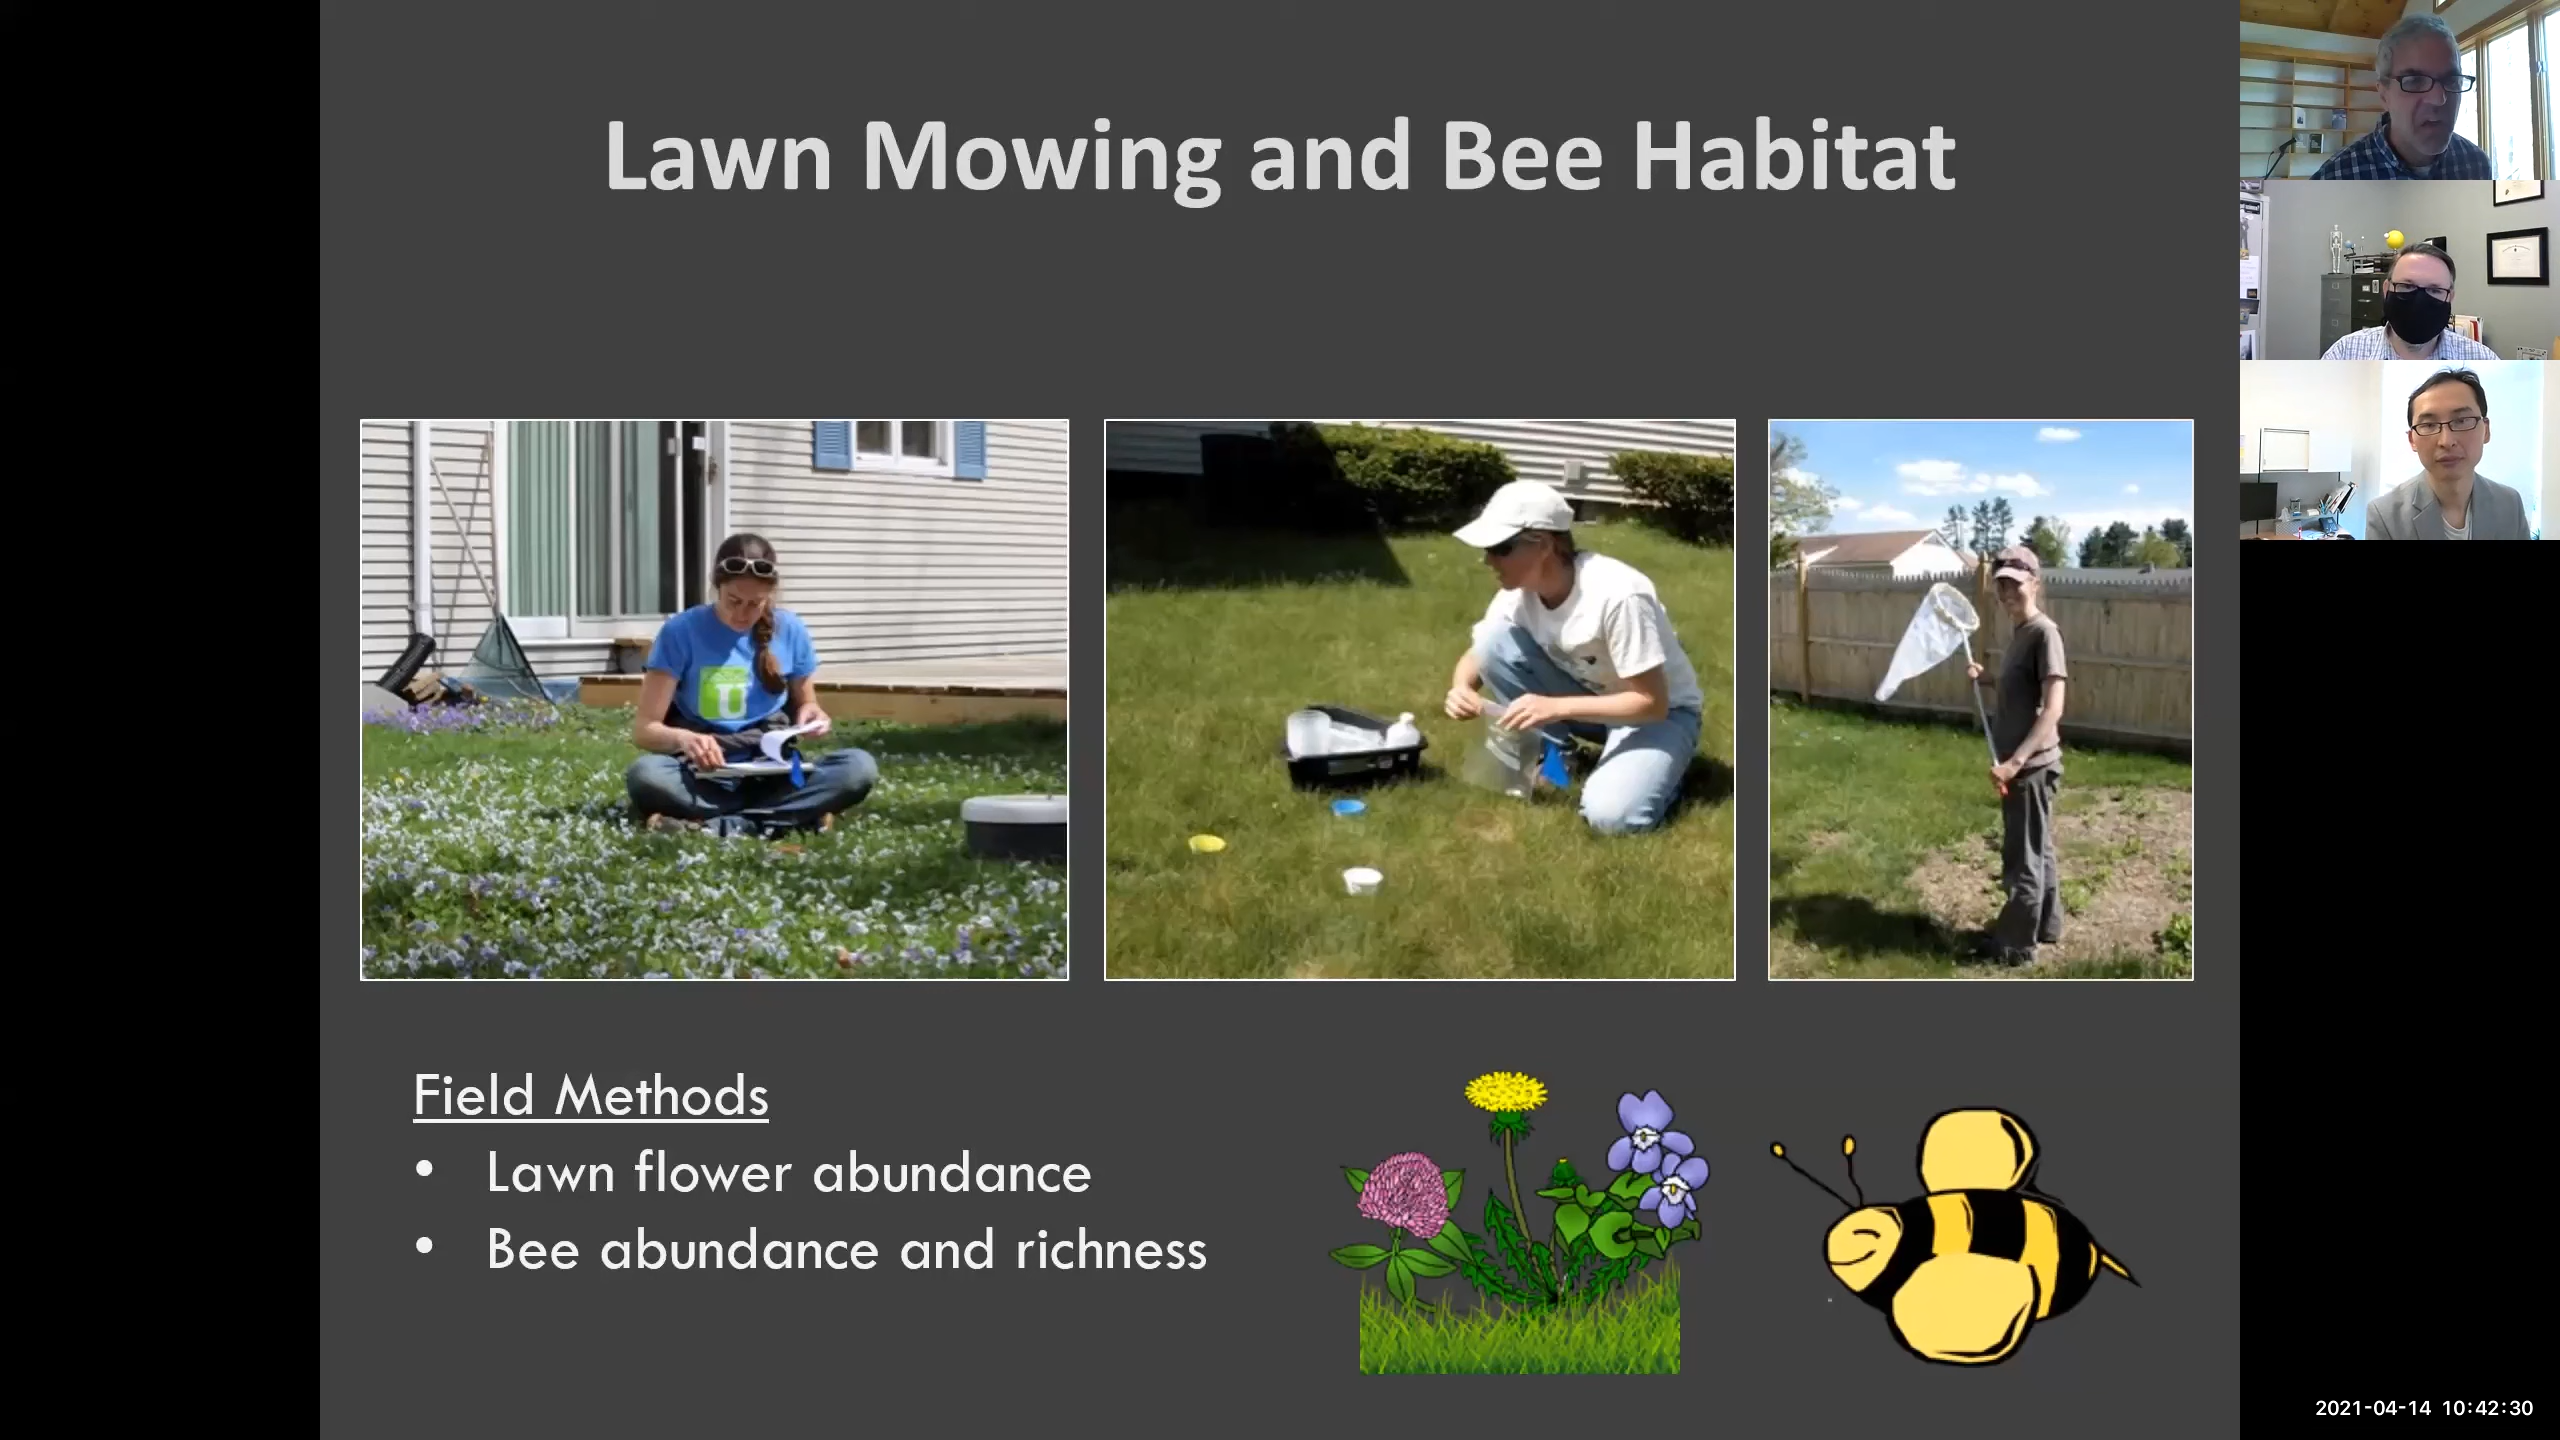 Lawn Mowing and Bee Habitat
U
Field Methods
• Lawn flower abundance
• Bee abundance and richness
2021-04-14 10:42:30